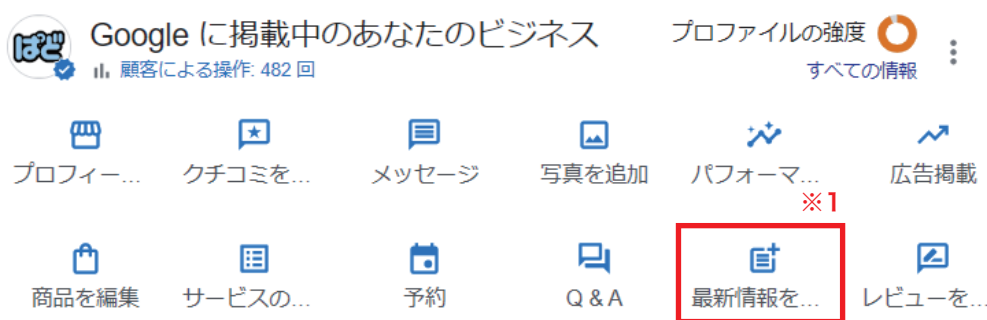 ぱど
Google に掲載中のあなたのビジネス
プロファイルの強度
顧客による操作: 482 回
すべての情報
プロフィー... クチコミを... メッセージ 写真を追加 パフォーマ... 広告掲載
※1
商品を編集 サービスの... 予約 Q & A 最新情報を... レビューを...